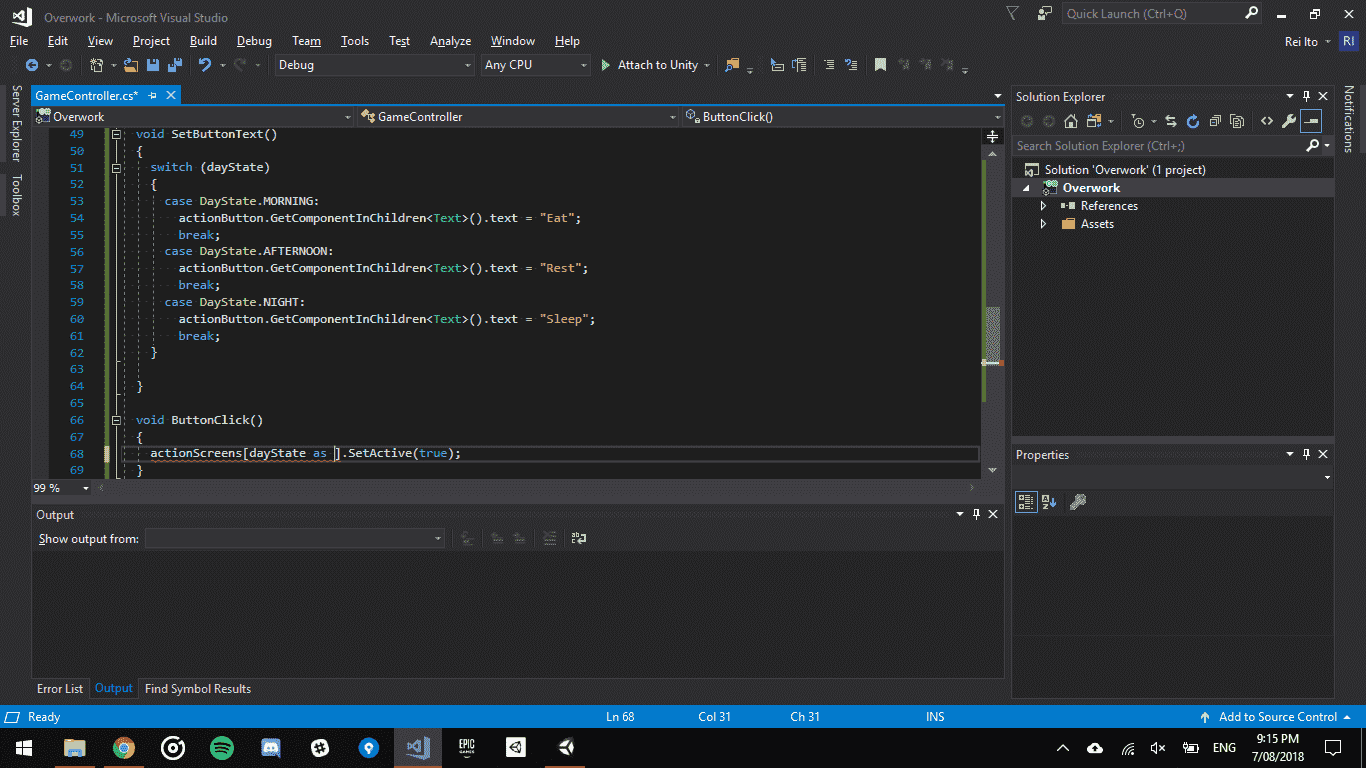 Overwork - Microsoft Visual Studio
Quick Launch (Ctrl+Q)
File Edit View Project Build Debug Team Tools Test Analyze Window Help
Rei Ito RI
Debug Any CPU Attach to Unity
Server Explorer
Toolbox
GameController.cs*
Overwork GameController ButtonClick()
49 void SetButtonText()
50 {
51 switch (dayState)
52 {
53 case DayState.MORNING:
54 actionButton.GetComponentInChildren<Text>().text = "Eat";
55 break;
56 case DayState.AFTERNOON:
57 actionButton.GetComponentInChildren<Text>().text = "Rest";
58 break;
59 case DayState.NIGHT:
60 actionButton.GetComponentInChildren<Text>().text = "Sleep";
61 break;
62 }
63
64 }
65
66 void ButtonClick()
67 {
68 actionScreens[dayState as ].SetActive(true);
69 }
99 %
Output
Show output from:
Error List Output Find Symbol Results
Solution Explorer
Search Solution Explorer (Ctrl+;)
Solution 'Overwork' (1 project)
Overwork
References
Assets
Properties
Notifications
Ready Ln 68 Col 31 Ch 31 INS Add to Source Control
EPIC
GAMES
ENG
9:15 PM
7/08/2018